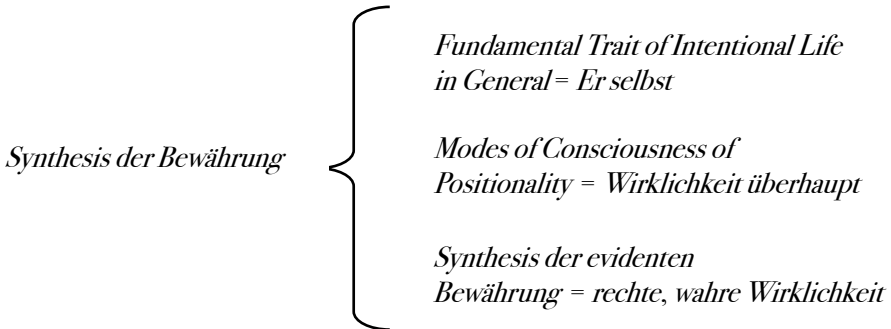 Fundamental Trait of Intentional Life
in General = Er selbst
Synthesis der Bewährung
Modes of Consciousness of
Positionality = Wirklichkeit überhaupt
Synthesis der evidenten
Bewährung = rechte, wahre Wirklichkeit